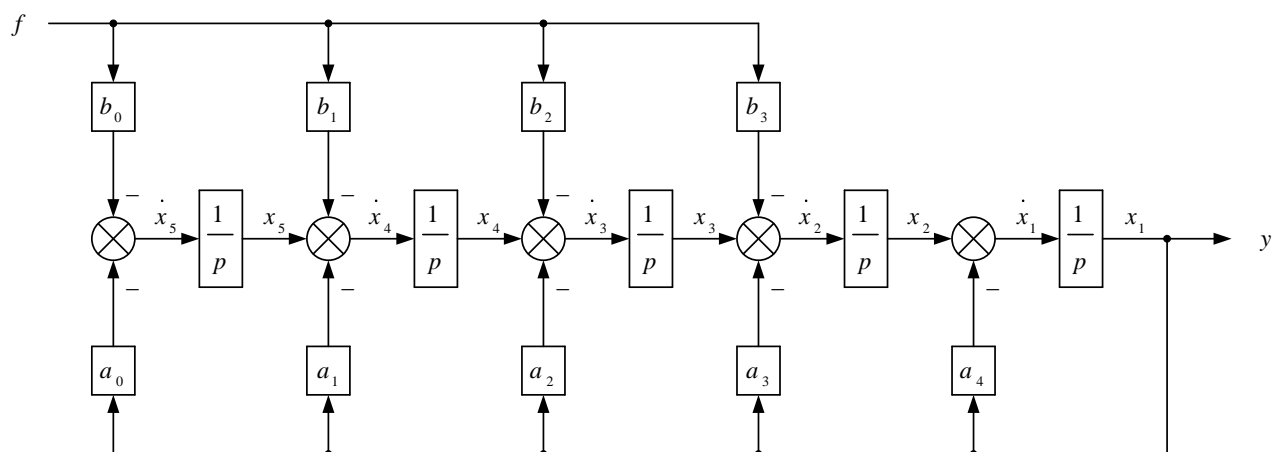 f
b₀ b₁ b₂ b₃
− − − −
ẋ₅ 1/p x₅ ẋ₄ 1/p x₄ ẋ₃ 1/p x₃ ẋ₂ 1/p x₂ ẋ₁ 1/p x₁ y
− − − − −
a₀ a₁ a₂ a₃ a₄